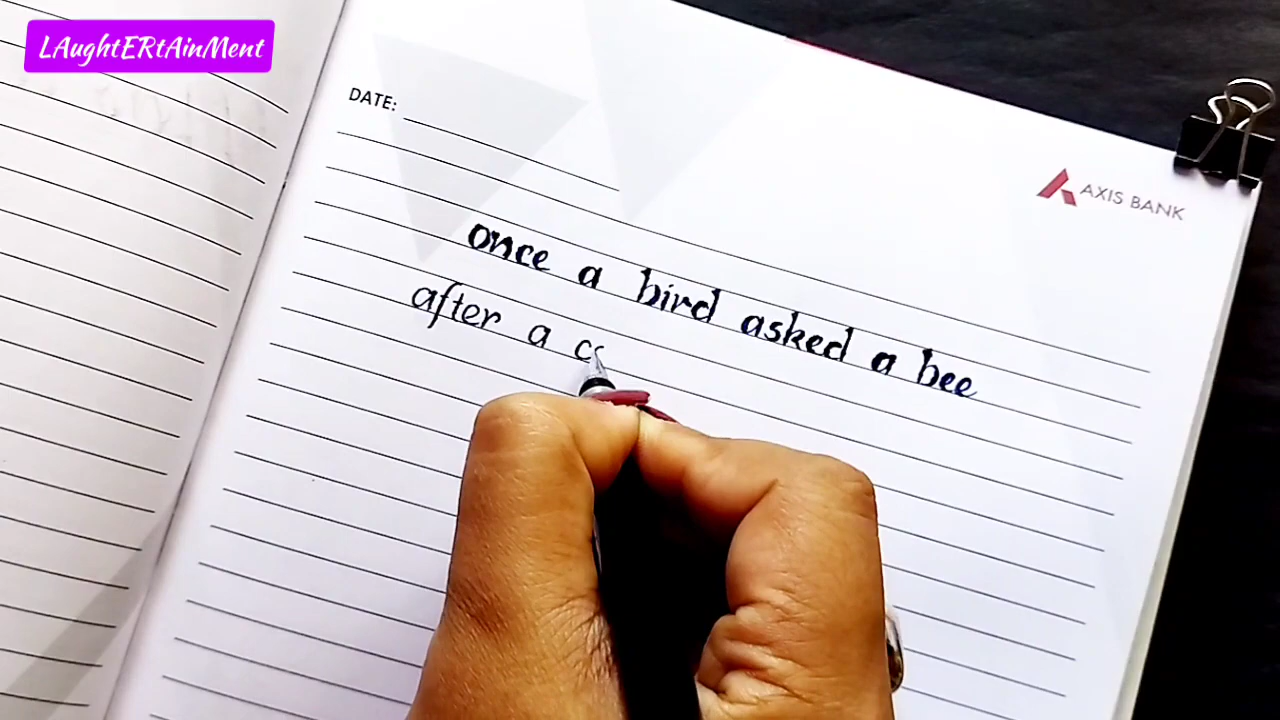 LAughtERtAinMent
DATE:
AXIS BANK
once a bird asked a bee
after a